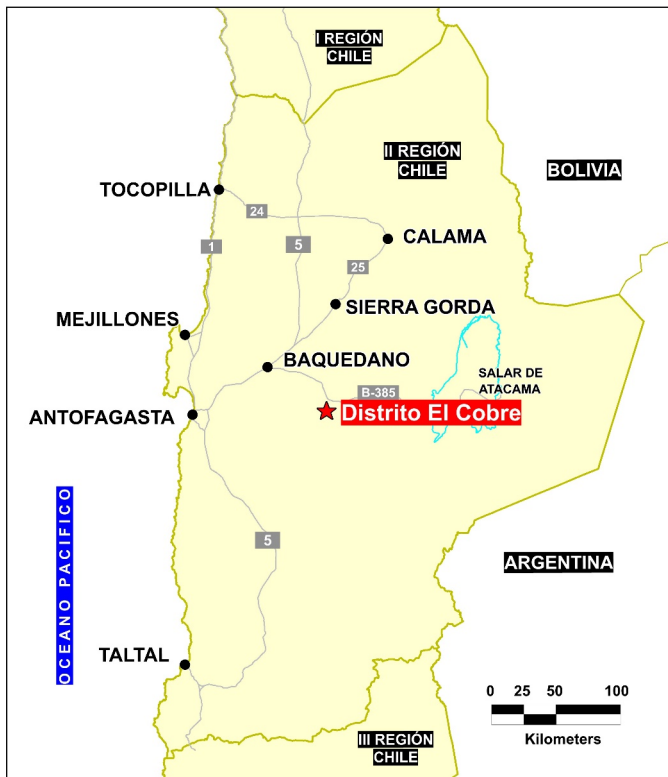 I REGIÓN
CHILE
II REGIÓN
CHILE
BOLIVIA
TOCOPILLA
24
1
5
CALAMA
25
MEJILLONES
SIERRA GORDA
BAQUEDANO
SALAR DE
ATACAMA
B-385
ANTOFAGASTA
Distrito El Cobre
OCEANO PACIFICO
5
ARGENTINA
TALTAL
0 25 50 100
Kilometers
III REGIÓN
CHILE